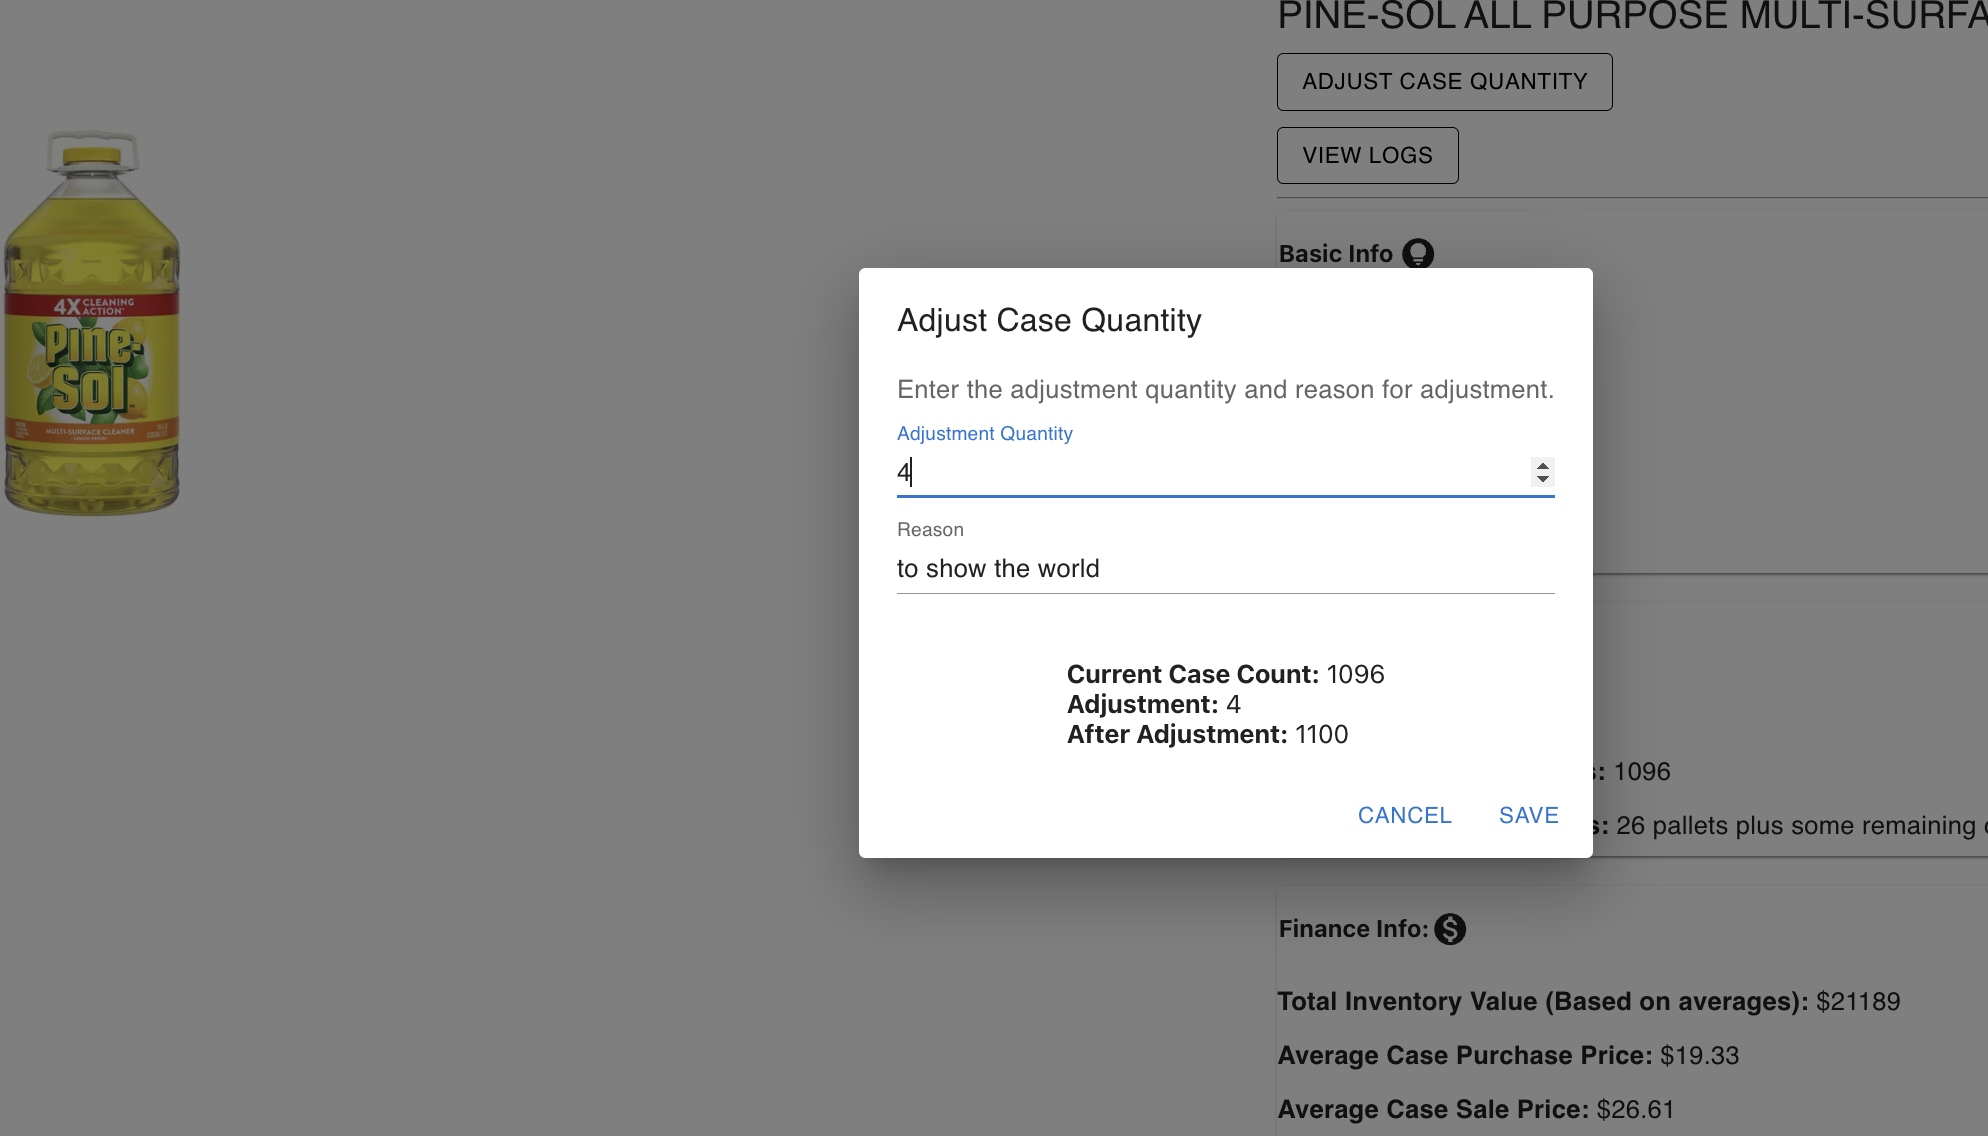 PINE-SOL ALL PURPOSE MULTI-SURFA
ADJUST CASE QUANTITY
VIEW LOGS
Basic Info
4X CLEANING
ACTION
Pine-
Sol
MULTI-SURFACE CLEANER
LEMON FRESH
Adjust Case Quantity
Enter the adjustment quantity and reason for adjustment.
Adjustment Quantity
4
Reason
to show the world
Current Case Count: 1096
Adjustment: 4
After Adjustment: 1100
CANCEL SAVE
s: 1096
s: 26 pallets plus some remaining
Finance Info:
Total Inventory Value (Based on averages): $21189
Average Case Purchase Price: $19.33
Average Case Sale Price: $26.61